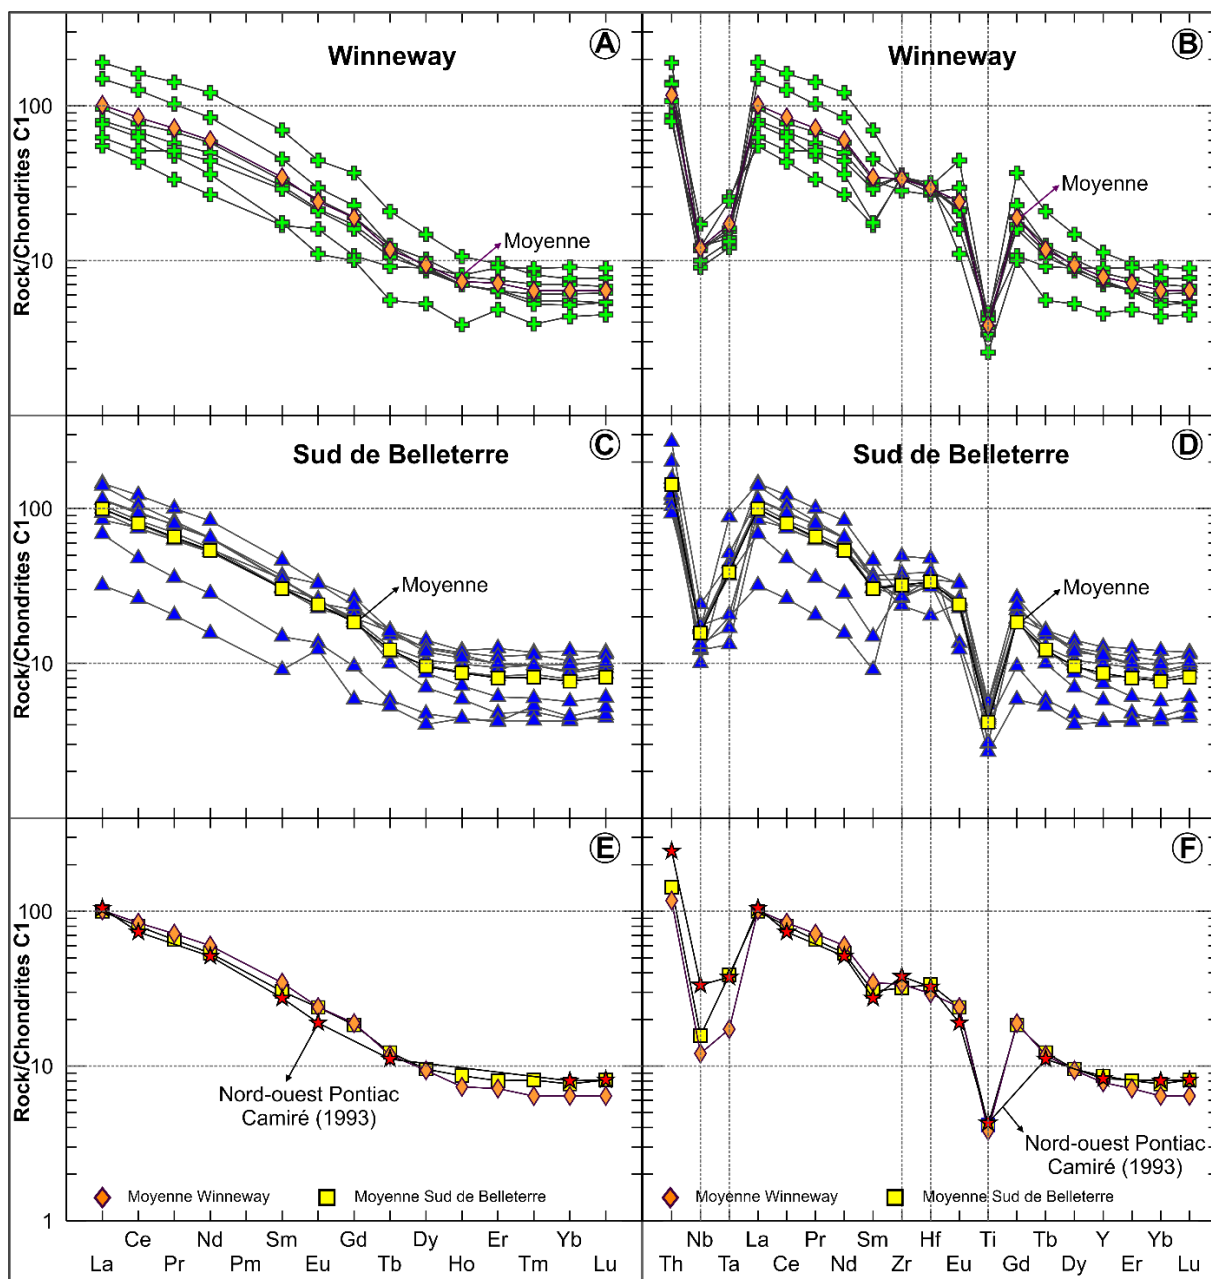 Winneway
A
Rock/Chondrites C1
100
10
Moyenne
Winneway
B
Moyenne
Sud de Belleterre
C
Rock/Chondrites C1
100
10
Moyenne
Sud de Belleterre
D
Moyenne
E
Rock/Chondrites C1
100
10
1
Nord-ouest Pontiac
Camiré (1993)
Moyenne Winneway
Moyenne Sud de Belleterre
F
Nord-ouest Pontiac
Camiré (1993)
Moyenne Winneway
Moyenne Sud de Belleterre
Ce Nd Sm Gd Dy Er Yb
La Pr Pm Eu Tb Ho Tm Lu
Nb La Pr Sm Hf Ti Tb Y Yb
Th Ta Ce Nd Zr Eu Gd Dy Er Lu